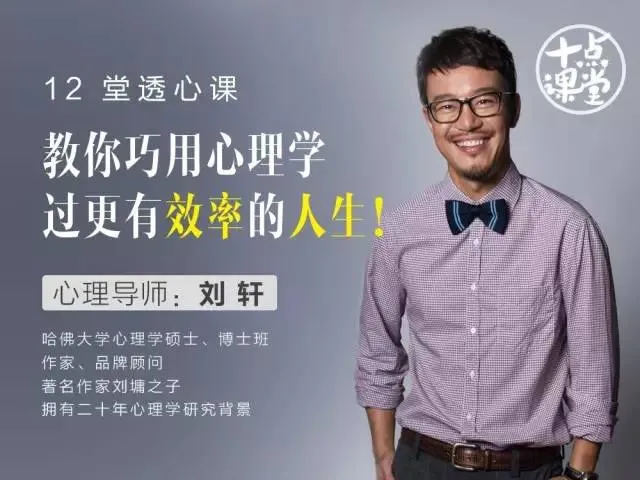 12 堂透心课
十点
课堂
教你巧用心理学
过更有效率的人生!
心理导师：刘 轩
哈佛大学心理学硕士、博士班
作家、品牌顾问
著名作家刘墉之子
拥有二十年心理学研究背景